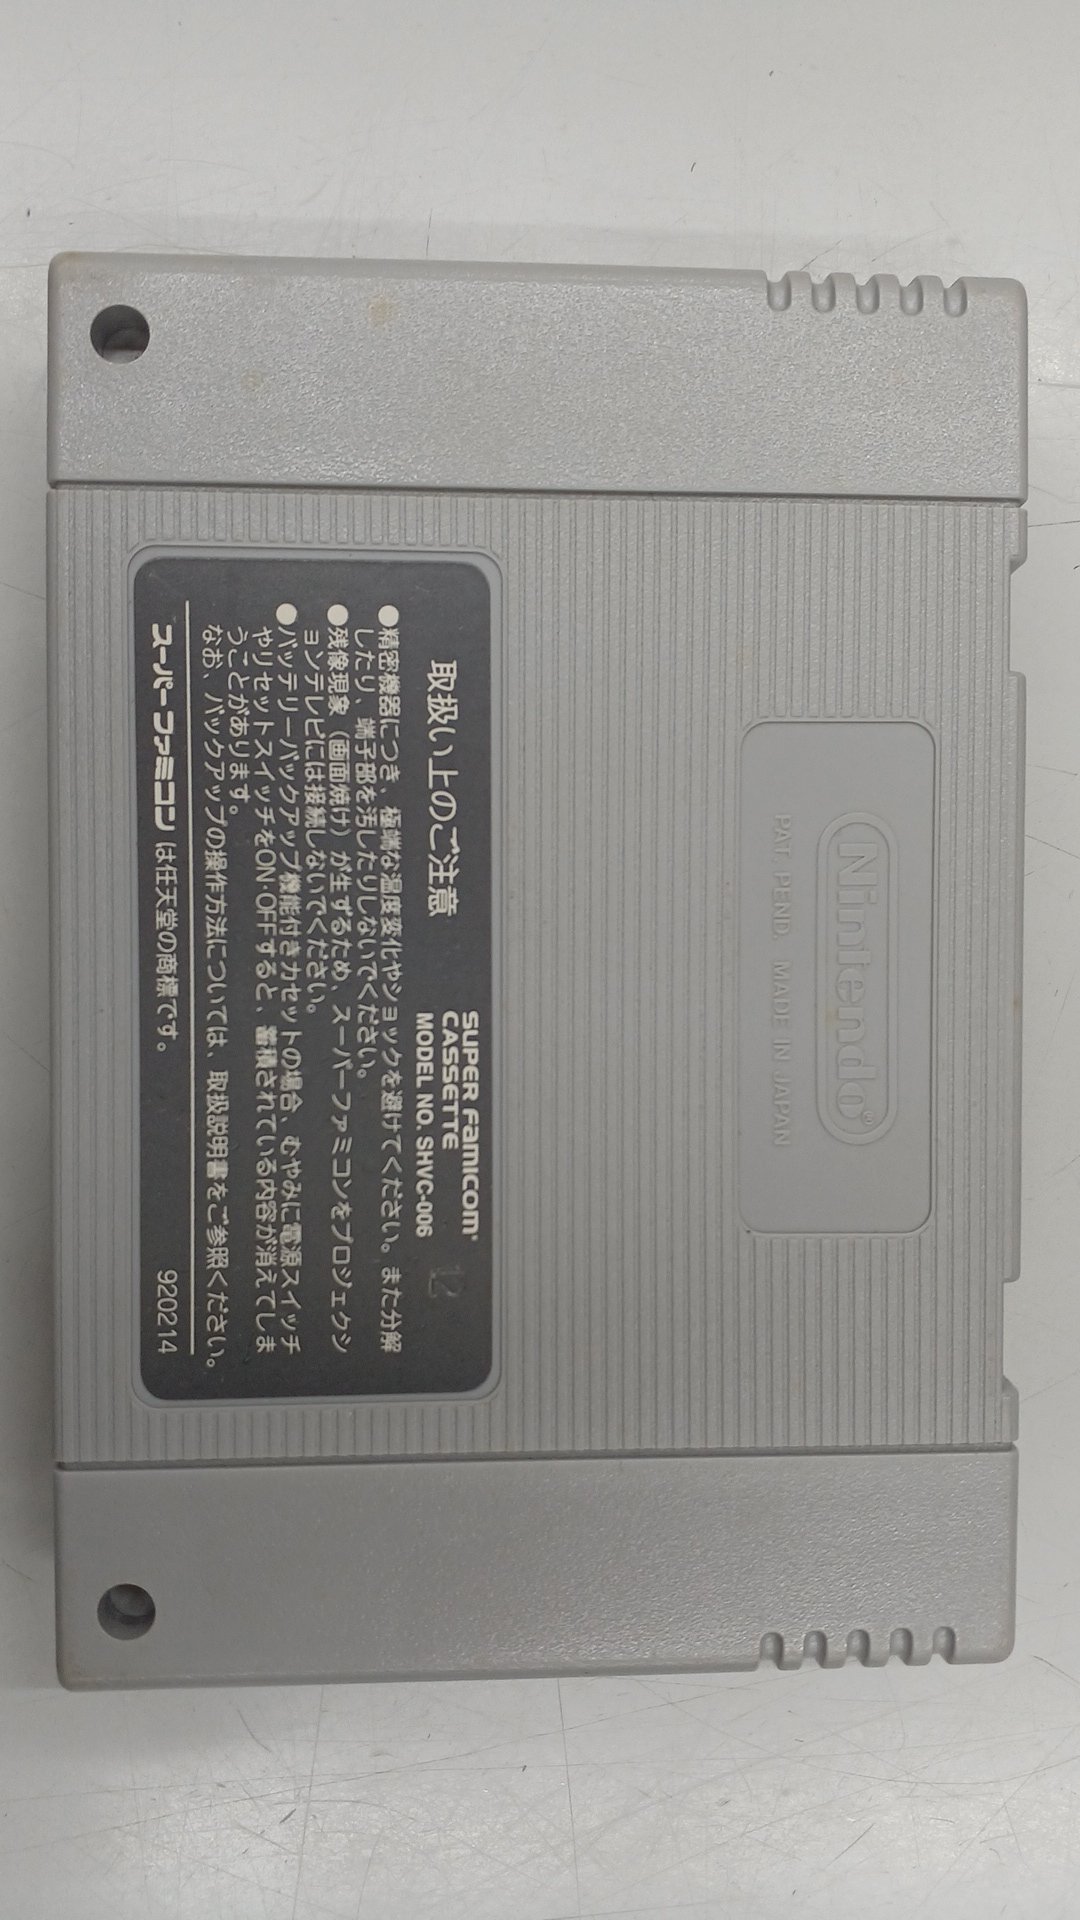 Nintendo®
PAT. PEND. MADE IN JAPAN
SUPER FAMICOM
CASSETTE
MODEL NO. SHVC-006
取扱い上のご注意
12
●精密機器につき、極端な温度変化やショックを避けてください。また分解
したり、端子部を汚したりしないでください。
●残像現象（画面焼け）が生ずるため、スーパーファミコンをプロジェクシ
ョンテレビには接続しないでください。
●バッテリーバックアップ機能付きカセットの場合、むやみに電源スイッチ
やリセットスイッチをON・OFFすると、蓄積されている内容が消えてしま
うことがあります。
なお、バックアップの操作方法については、取扱説明書をご参照ください。
スーパーファミコンは任天堂の商標です。
920214